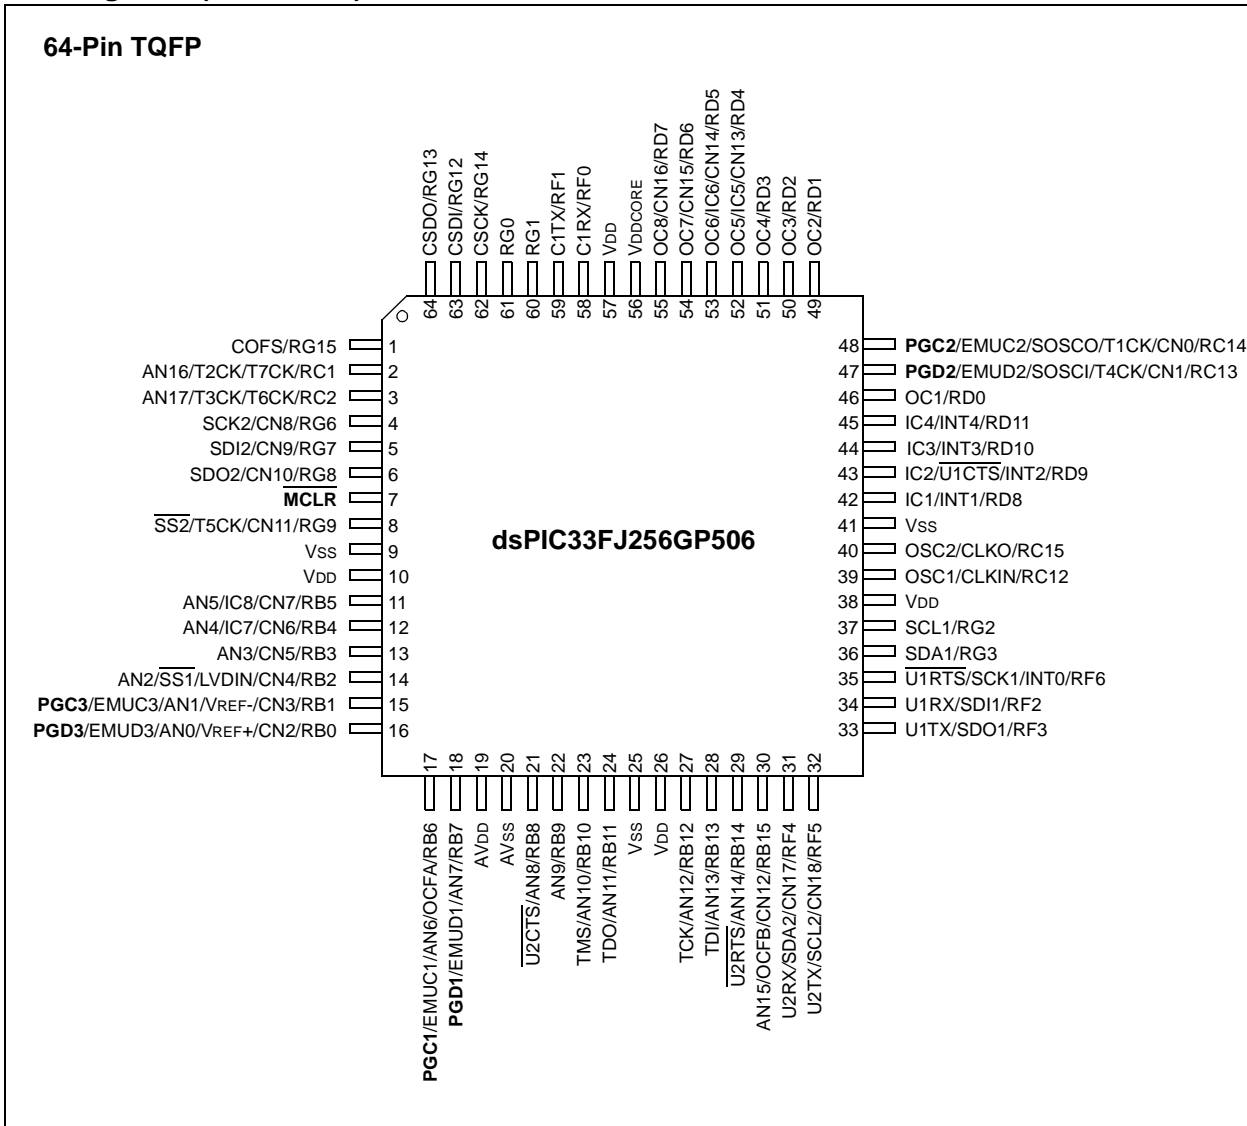 64-Pin TQFP
CSDO/RG13
CSDI/RG12
CSCK/RG14
RG0
RG1
C1TX/RF1
C1RX/RF0
VDD
VDDCORE
OC8/CN16/RD7
OC7/CN15/RD6
OC6/IC6/CN14/RD5
OC5/IC5/CN13/RD4
OC4/RD3
OC3/RD2
OC2/RD1
64 63 62 61 60 59 58 57 56 55 54 53 52 51 50 49
COFS/RG15 1
AN16/T2CK/T7CK/RC1 2
AN17/T3CK/T6CK/RC2 3
SCK2/CN8/RG6 4
SDI2/CN9/RG7 5
SDO2/CN10/RG8 6
MCLR 7
SS2/T5CK/CN11/RG9 8
VSS 9
VDD 10
AN5/IC8/CN7/RB5 11
AN4/IC7/CN6/RB4 12
AN3/CN5/RB3 13
AN2/SS1/LVDIN/CN4/RB2 14
PGC3/EMUC3/AN1/VREF-/CN3/RB1 15
PGD3/EMUD3/AN0/VREF+/CN2/RB0 16
dsPIC33FJ256GP506
48 PGC2/EMUC2/SOSCO/T1CK/CN0/RC14
47 PGD2/EMUD2/SOSCI/T4CK/CN1/RC13
46 OC1/RD0
45 IC4/INT4/RD11
44 IC3/INT3/RD10
43 IC2/U1CTS/INT2/RD9
42 IC1/INT1/RD8
41 VSS
40 OSC2/CLKO/RC15
39 OSC1/CLKIN/RC12
38 VDD
37 SCL1/RG2
36 SDA1/RG3
35 U1RTS/SCK1/INT0/RF6
34 U1RX/SDI1/RF2
33 U1TX/SDO1/RF3
17 18 19 20 21 22 23 24 25 26 27 28 29 30 31 32
PGC1/EMUC1/AN6/OCFA/RB6
PGD1/EMUD1/AN7/RB7
AVDD
AVSS
U2CTS/AN8/RB8
AN9/RB9
TMS/AN10/RB10
TDO/AN11/RB11
VSS
VDD
TCK/AN12/RB12
TDI/AN13/RB13
U2RTS/AN14/RB14
AN15/OCFB/CN12/RB15
U2RX/SDA2/CN17/RF4
U2TX/SCL2/CN18/RF5